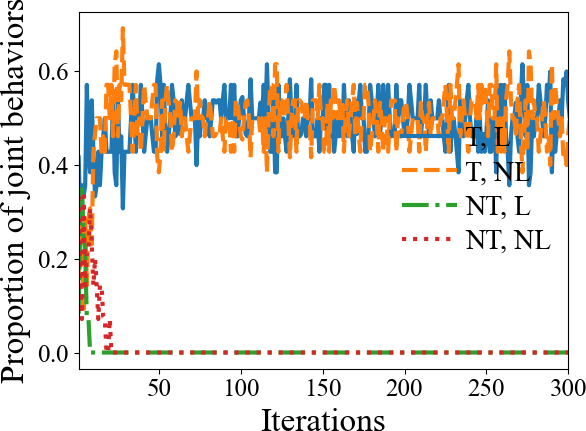 Proportion of joint behaviors
0.6
0.4
0.2
0.0
T, L
T, NL
NT, L
NT, NL
50
100
150
200
250
300
Iterations